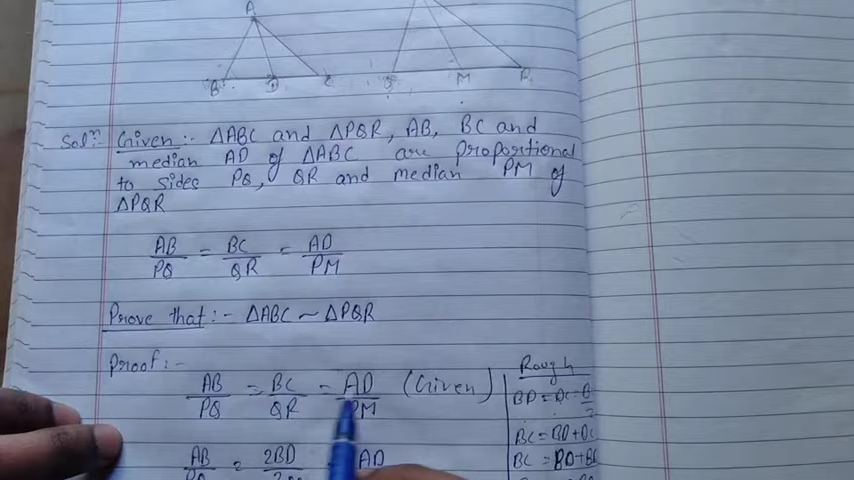 A
B D C Q M R
Solⁿ:- Given:- ΔABC and ΔPQR, AB, BC and
median AD of ΔABC are proportional
to sides PQ, QR and median PM of
ΔPQR
AB/PQ = BC/QR = AD/PM
Prove that:- ΔABC ~ ΔPQR
Proof:-
AB/PQ = BC/QR = AD/PM (Given)
AB = 2BD AD
Rough
BD = DC =
BC = BD + DC
BC = BD + BD